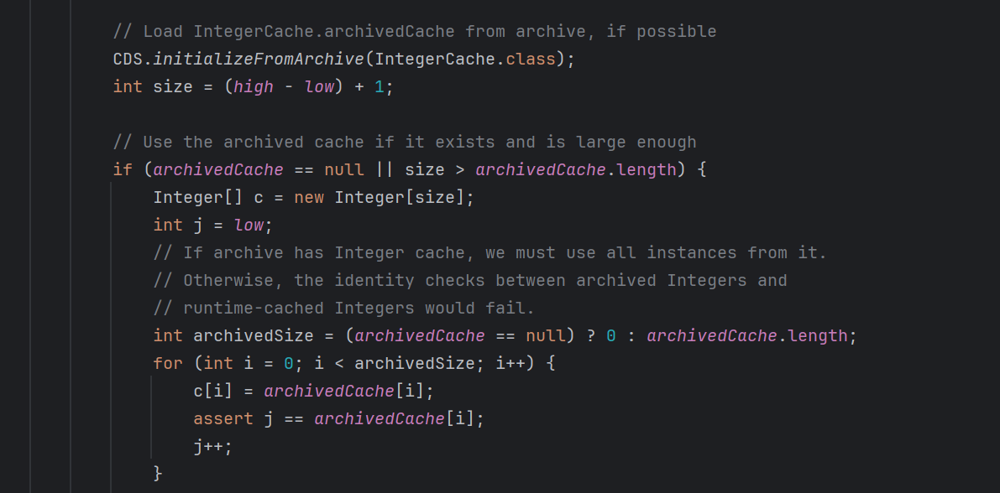 // Load IntegerCache.archivedCache from archive, if possible
CDS.initializeFromArchive(IntegerCache.class);
int size = (high - low) + 1;
// Use the archived cache if it exists and is large enough
if (archivedCache == null || size > archivedCache.length) {
Integer[] c = new Integer[size];
int j = low;
// If archive has Integer cache, we must use all instances from it.
// Otherwise, the identity checks between archived Integers and
// runtime-cached Integers would fail.
int archivedSize = (archivedCache == null) ? 0 : archivedCache.length;
for (int i = 0; i < archivedSize; i++) {
c[i] = archivedCache[i];
assert j == archivedCache[i];
j++;
}